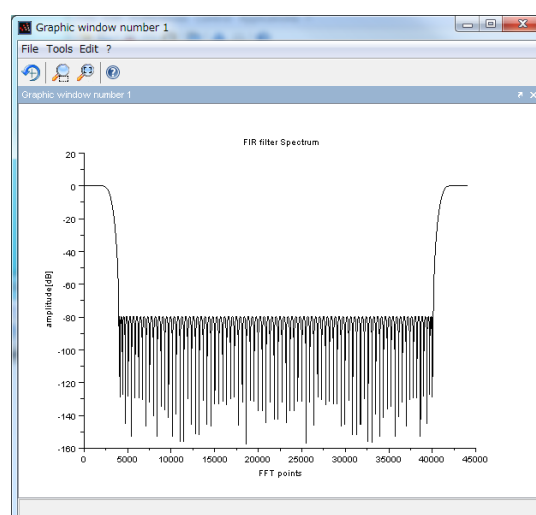 Graphic window number 1
File Tools Edit ?
Graphic window number 1
FIR filter Spectrum
20
0
-20
-40
-60
-80
-100
-120
-140
-160
amplitude[dB]
0 5000 10000 15000 20000 25000 30000 35000 40000 45000
FFT points